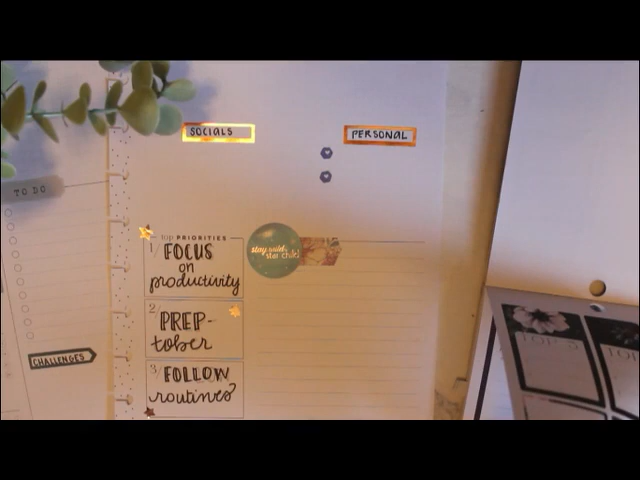 SOCIALS
PERSONAL
TO DO
top PRIORITIES
1/ FOCUS
on
productivity
stay wild,
star child
2/ PREP-
tober
3/ FOLLOW
routines
CHALLENGES